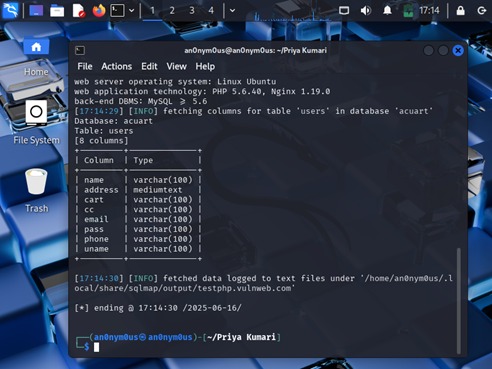 1 2 3 4
17:14
an0nym0us@an0nym0us: ~/Priya Kumari
File Actions Edit View Help
web server operating system: Linux Ubuntu
web application technology: PHP 5.6.40, Nginx 1.19.0
back-end DBMS: MySQL ≥ 5.6
[17:14:29] [INFO] fetching columns for table 'users' in database 'acuart'
Database: acuart
Table: users
[8 columns]
+---------+--------------+
| Column | Type |
+---------+--------------+
| name | varchar(100) |
| address | mediumtext |
| cart | varchar(100) |
| cc | varchar(100) |
| email | varchar(100) |
| pass | varchar(100) |
| phone | varchar(100) |
| uname | varchar(100) |
+---------+--------------+
[17:14:30] [INFO] fetched data logged to text files under '/home/an0nym0us/.l
ocal/share/sqlmap/output/testphp.vulnweb.com'
[*] ending @ 17:14:30 /2025-06-16/
┌──(an0nym0us㉿an0nym0us)-[~/Priya Kumari]
└─$
Home
File System
Trash